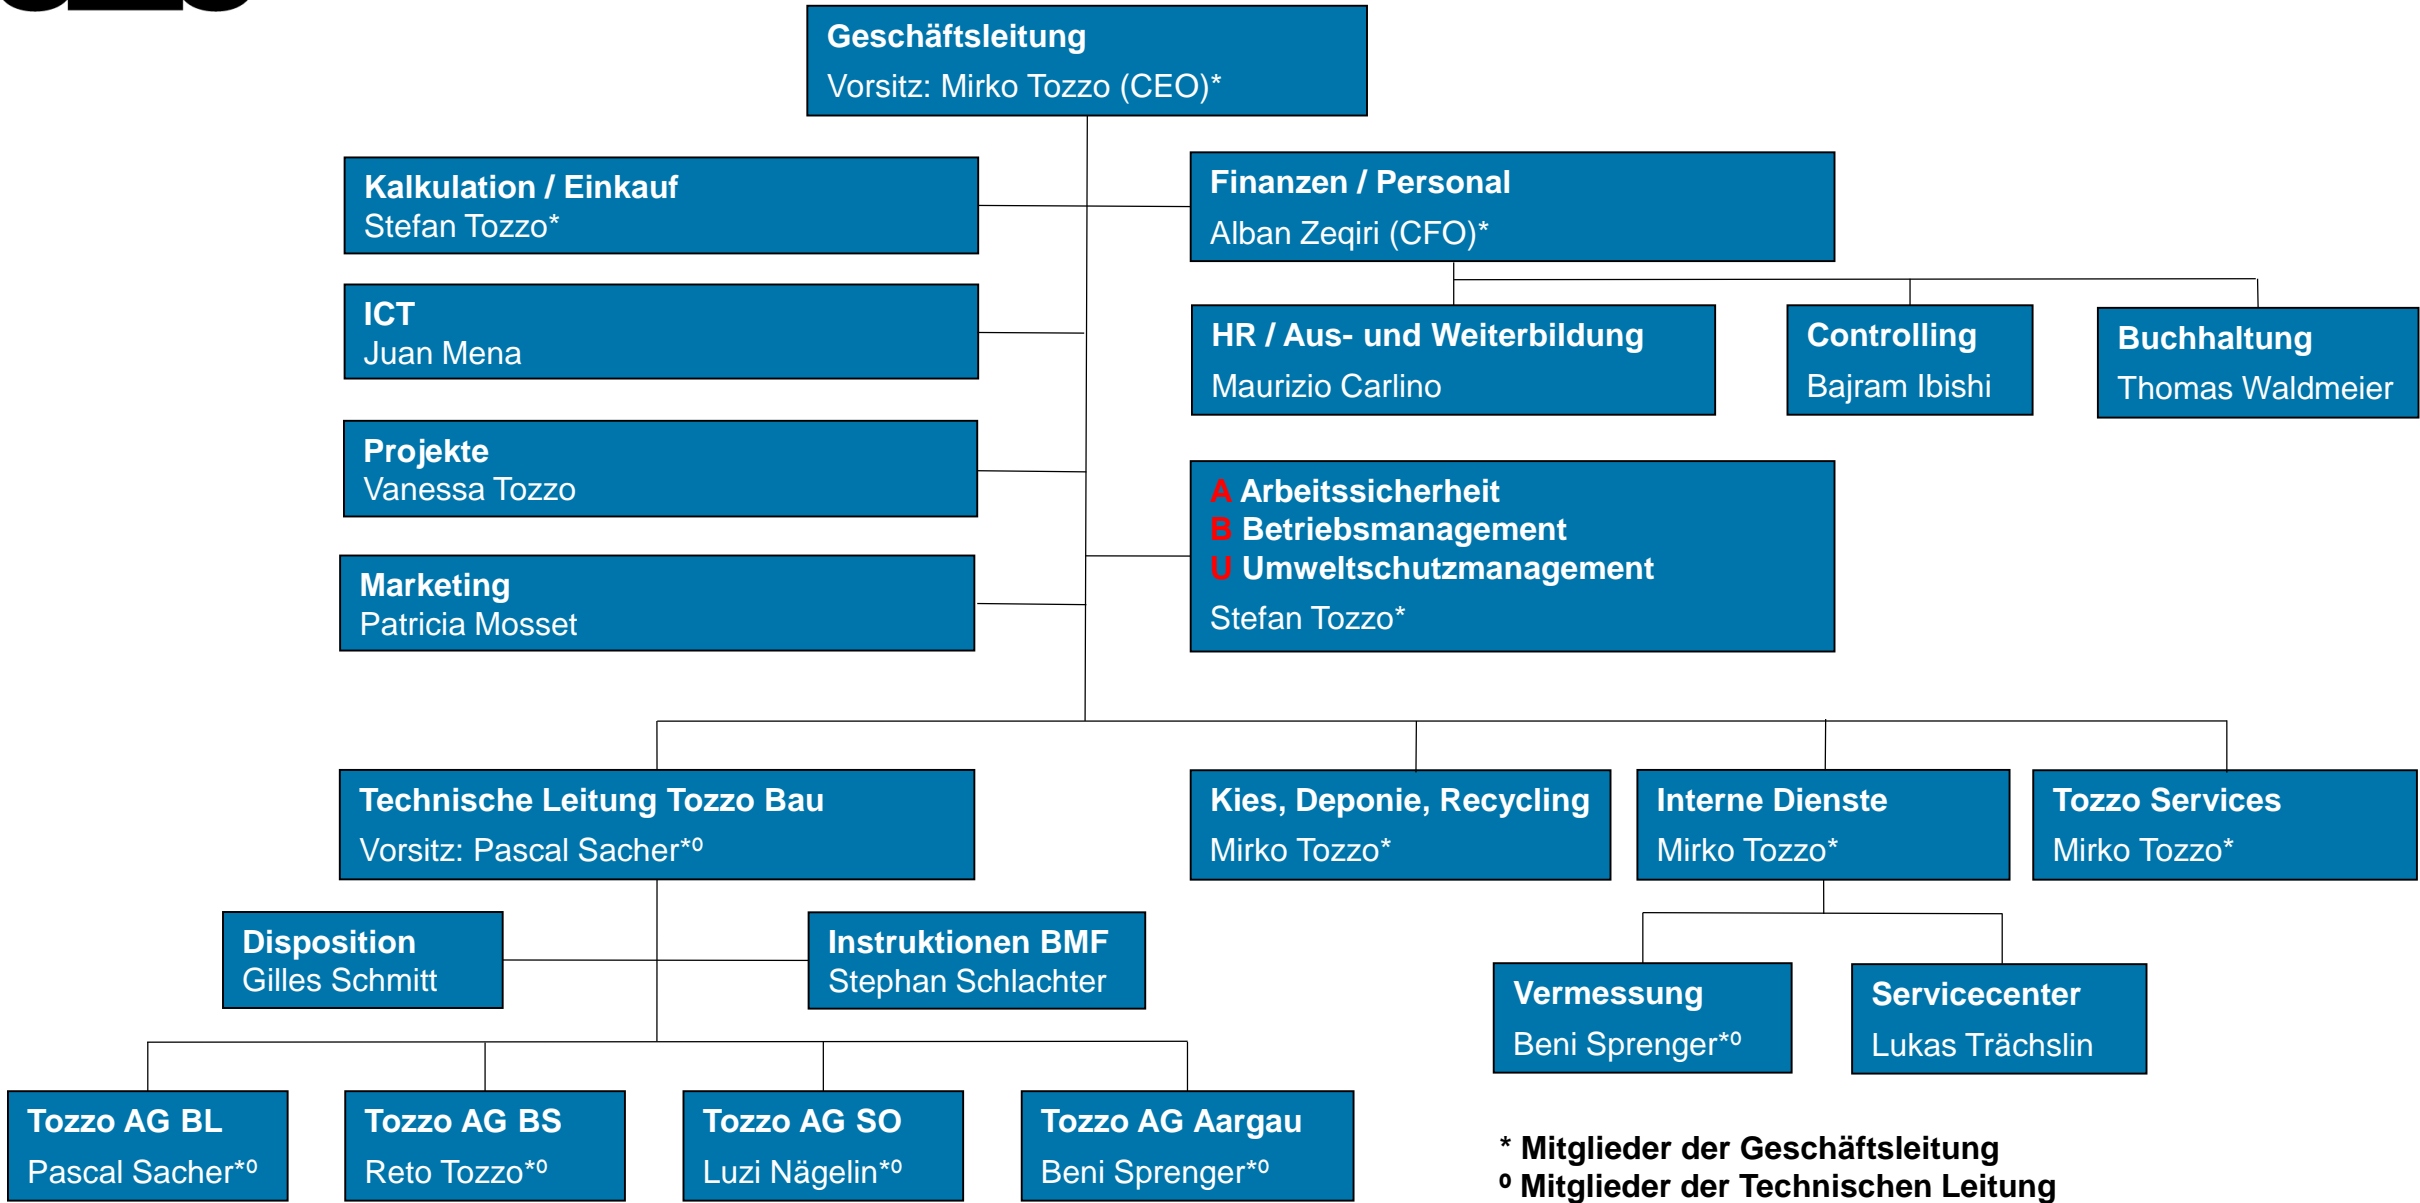 Geschäftsleitung
Vorsitz: Mirko Tozzo (CEO)*
Kalkulation / Einkauf
Stefan Tozzo*
Finanzen / Personal
Alban Zeqiri (CFO)*
ICT
Juan Mena
HR / Aus- und Weiterbildung
Maurizio Carlino
Controlling
Bajram Ibishi
Buchhaltung
Thomas Waldmeier
Projekte
Vanessa Tozzo
A Arbeitssicherheit
B Betriebsmanagement
U Umweltschutzmanagement
Stefan Tozzo*
Marketing
Patricia Mosset
Technische Leitung Tozzo Bau
Vorsitz: Pascal Sacher*⁰
Kies, Deponie, Recycling
Mirko Tozzo*
Interne Dienste
Mirko Tozzo*
Tozzo Services
Mirko Tozzo*
Disposition
Gilles Schmitt
Instruktionen BMF
Stephan Schlachter
Vermessung
Beni Sprenger*⁰
Servicecenter
Lukas Trächslin
Tozzo AG BL
Pascal Sacher*⁰
Tozzo AG BS
Reto Tozzo*⁰
Tozzo AG SO
Luzi Nägelin*⁰
Tozzo AG Aargau
Beni Sprenger*⁰
* Mitglieder der Geschäftsleitung
⁰ Mitglieder der Technischen Leitung